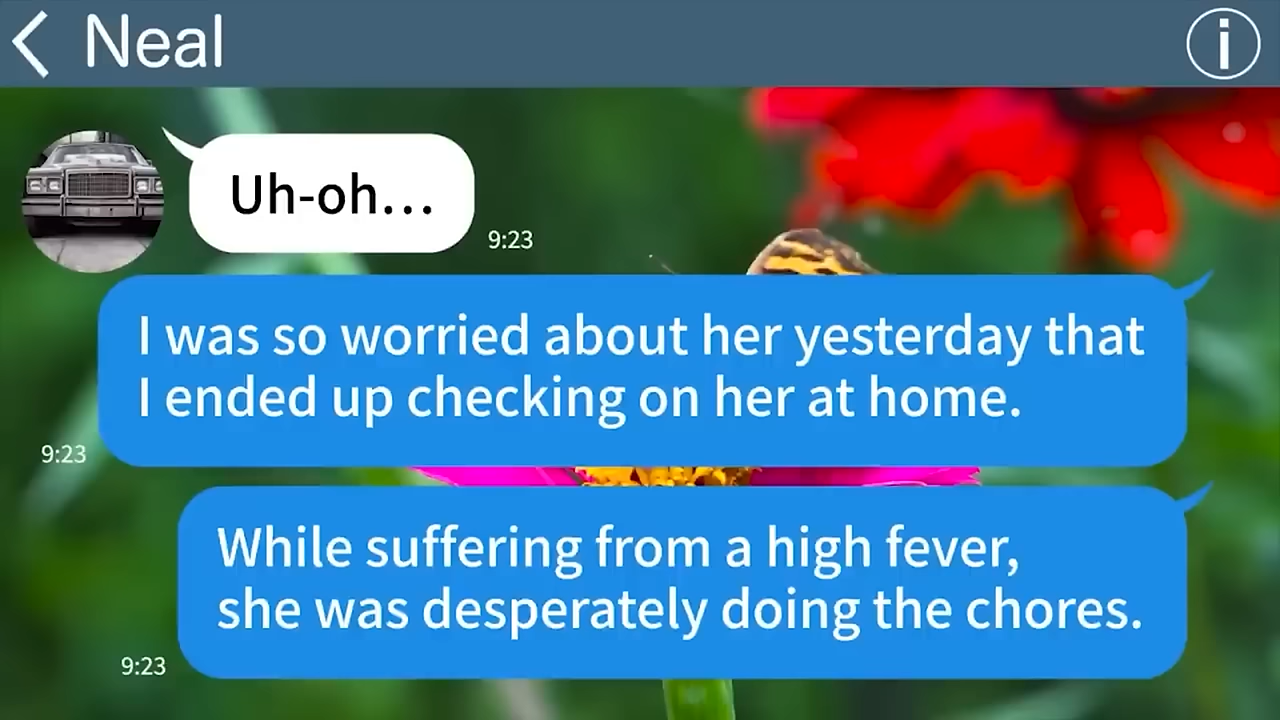 Neal
Uh-oh...
9:23
I was so worried about her yesterday that
I ended up checking on her at home.
9:23
While suffering from a high fever,
she was desperately doing the chores.
9:23